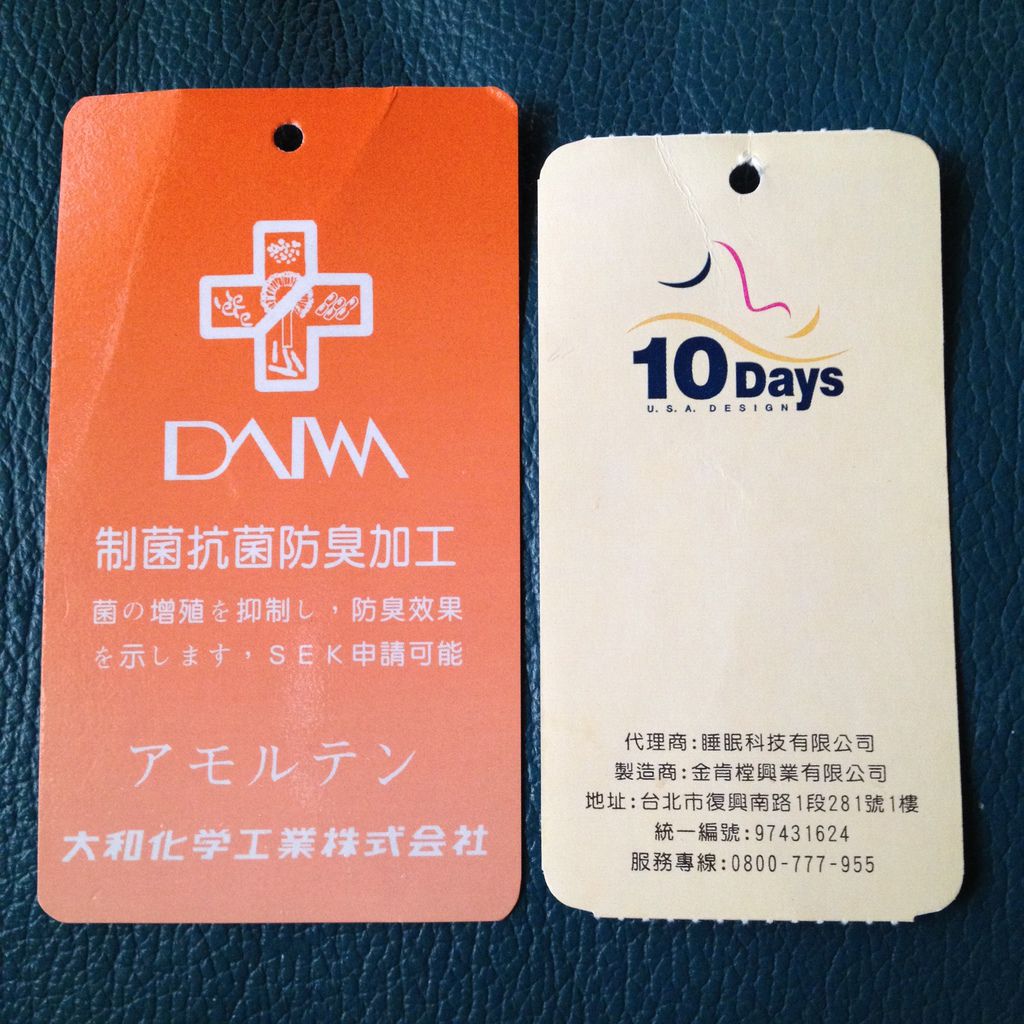 DAIWA
制菌抗菌防臭加工
菌の増殖を抑制し，防臭效果
を示します，SEK申請可能
アモルテン
大和化学工業株式会社
10 Days
U.S.A. DESIGN
代理商:睡眠科技有限公司
製造商:金肯樘興業有限公司
地址:台北市復興南路1段281號1樓
統一編號:97431624
服務專線:0800-777-955